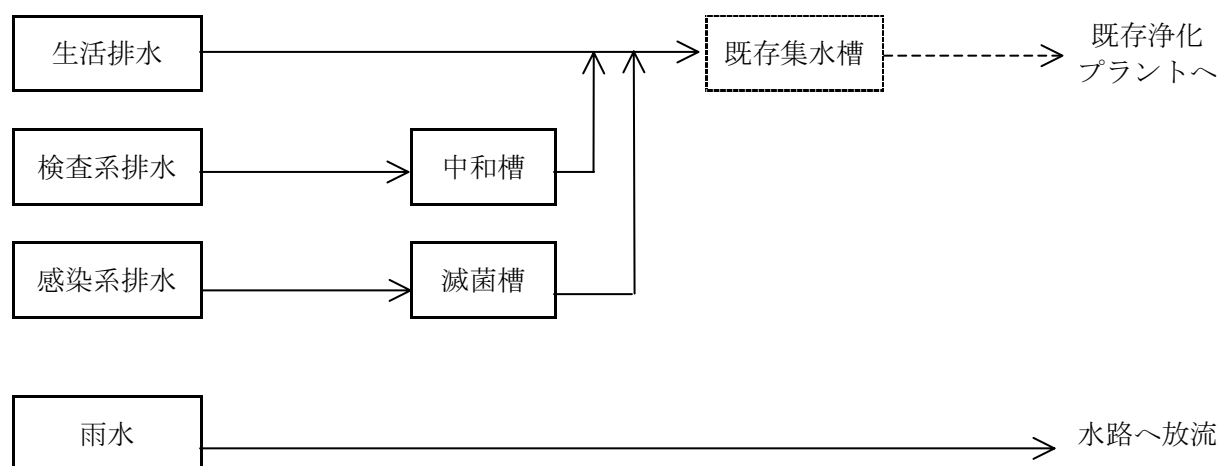 生活排水
既存集水槽
既存浄化
プラントへ
検査系排水
中和槽
感染系排水
滅菌槽
雨水
水路へ放流